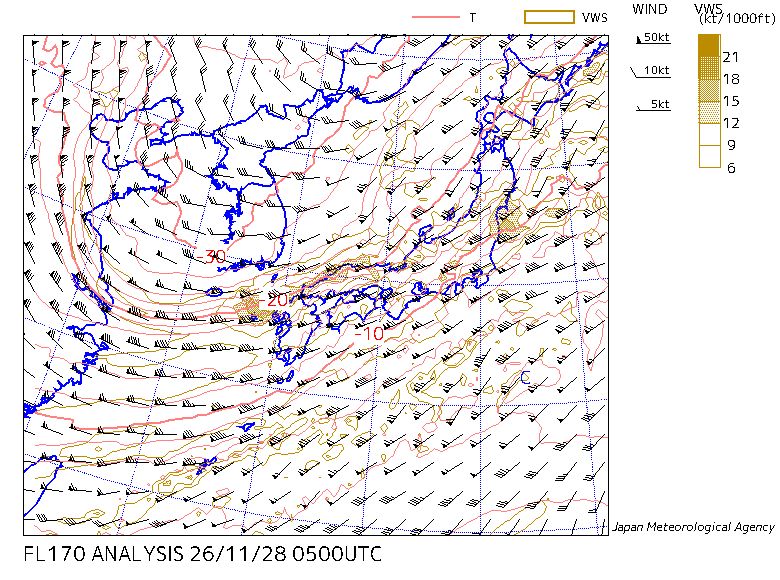 T
VWS
WIND
50kt
10kt
5kt
VWS
(kt/1000ft)
21
18
15
12
9
6
-30
-20
-10
C
Japan Meteorological Agency
FL170 ANALYSIS 26/11/28 0500UTC